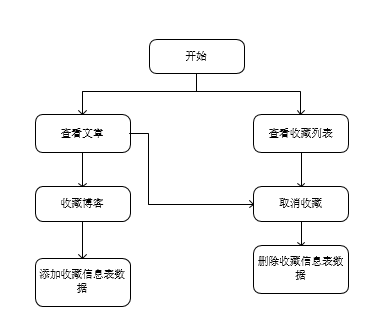 开始
查看文章
查看收藏列表
收藏博客
取消收藏
添加收藏信息表数
据
删除收藏信息表数
据